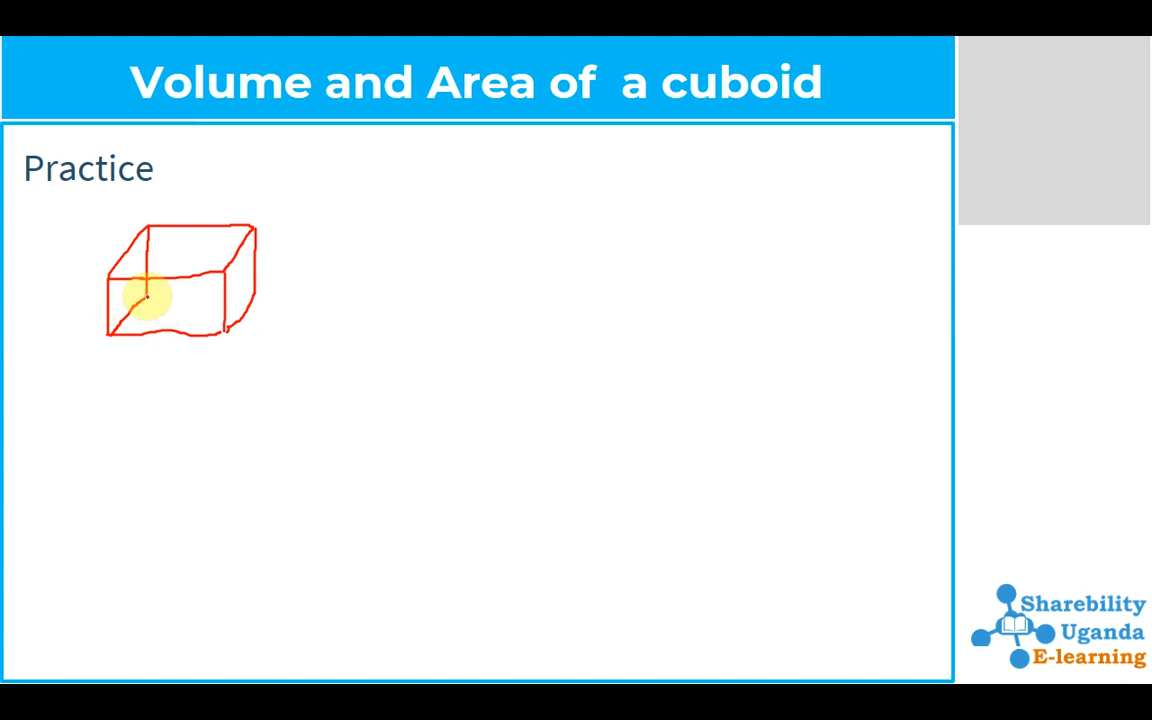 Volume and Area of a cuboid
Practice
Sharebility
Uganda
E-learning